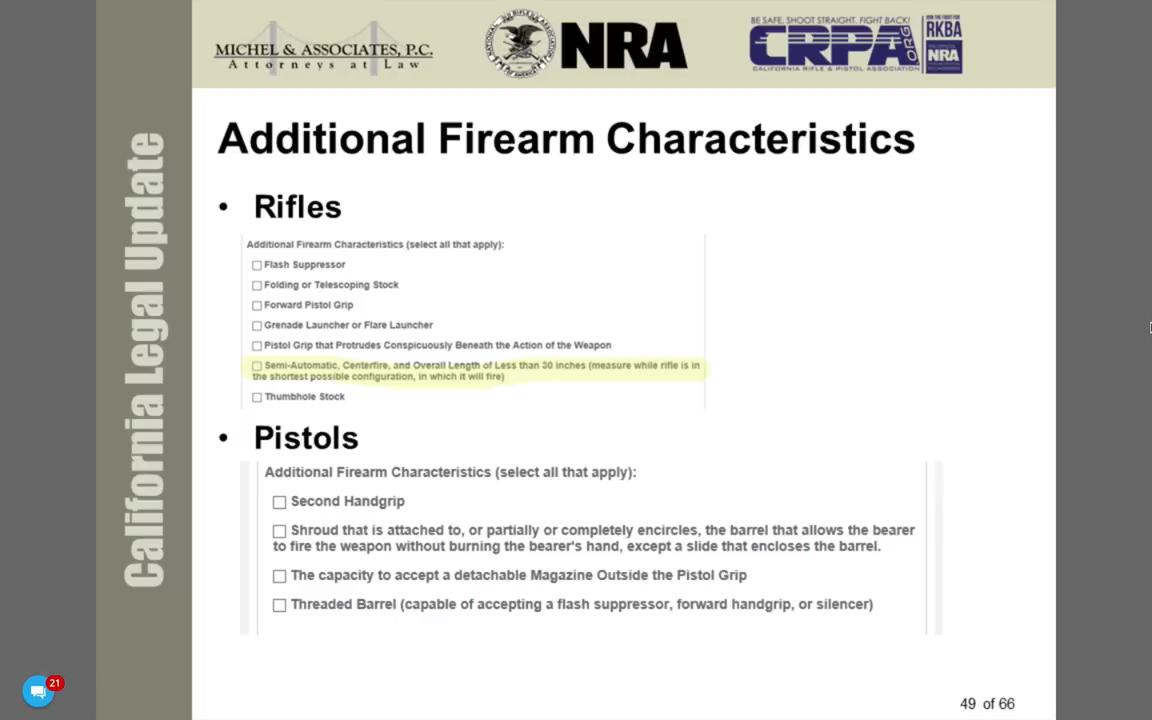 MICHEL & ASSOCIATES, P.C.
Attorneys at Law
NRA
BE SAFE. SHOOT STRAIGHT. FIGHT BACK!
CRPA.ORG
CALIFORNIA RIFLE & PISTOL ASSOCIATION
RKBA
NRA
California Legal Update
Additional Firearm Characteristics
• Rifles
Additional Firearm Characteristics (select all that apply):
Flash Suppressor
Folding or Telescoping Stock
Forward Pistol Grip
Grenade Launcher or Flare Launcher
Pistol Grip that Protrudes Conspicuously Beneath the Action of the Weapon
Semi-Automatic, Centerfire, and Overall Length of Less than 30 inches (measure while rifle is in
the shortest possible configuration, in which it will fire)
Thumbhole Stock
• Pistols
Additional Firearm Characteristics (select all that apply):
Second Handgrip
Shroud that is attached to, or partially or completely encircles, the barrel that allows the bearer
to fire the weapon without burning the bearer's hand, except a slide that encloses the barrel.
The capacity to accept a detachable Magazine Outside the Pistol Grip
Threaded Barrel (capable of accepting a flash suppressor, forward handgrip, or silencer)
49 of 66
21